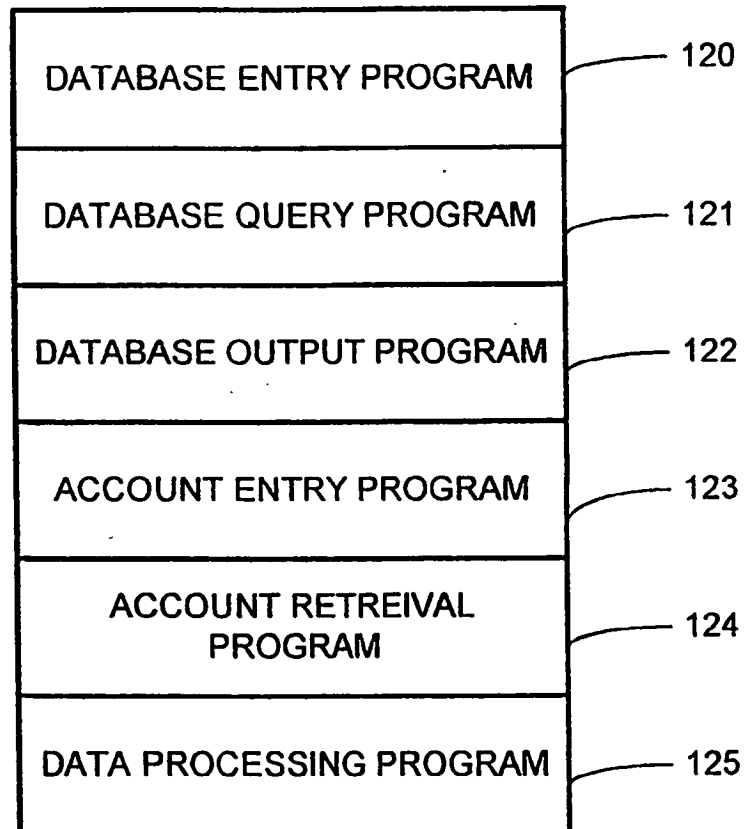 DATABASE ENTRY PROGRAM 120
DATABASE QUERY PROGRAM 121
DATABASE OUTPUT PROGRAM 122
ACCOUNT ENTRY PROGRAM 123
ACCOUNT RETREIVAL
PROGRAM 124
DATA PROCESSING PROGRAM 125